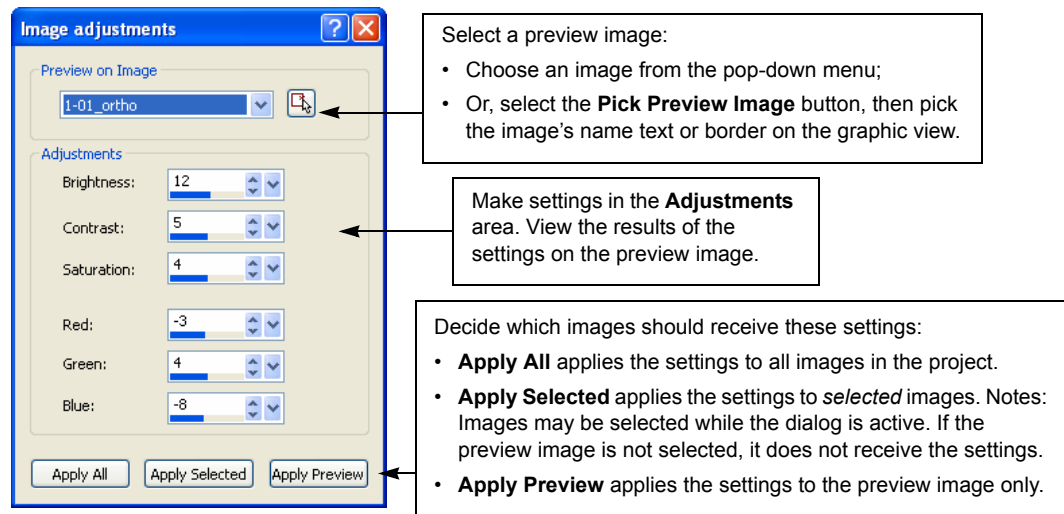 Image adjustments
Preview on Image
1-01_ortho
Adjustments
Brightness: 12
Contrast: 5
Saturation: 4
Red: -3
Green: 4
Blue: -8
Apply All Apply Selected Apply Preview
Select a preview image:
• Choose an image from the pop-down menu;
• Or, select the Pick Preview Image button, then pick
the image's name text or border on the graphic view.
Make settings in the Adjustments
area. View the results of the
settings on the preview image.
Decide which images should receive these settings:
• Apply All applies the settings to all images in the project.
• Apply Selected applies the settings to selected images. Notes:
Images may be selected while the dialog is active. If the
preview image is not selected, it does not receive the settings.
• Apply Preview applies the settings to the preview image only.